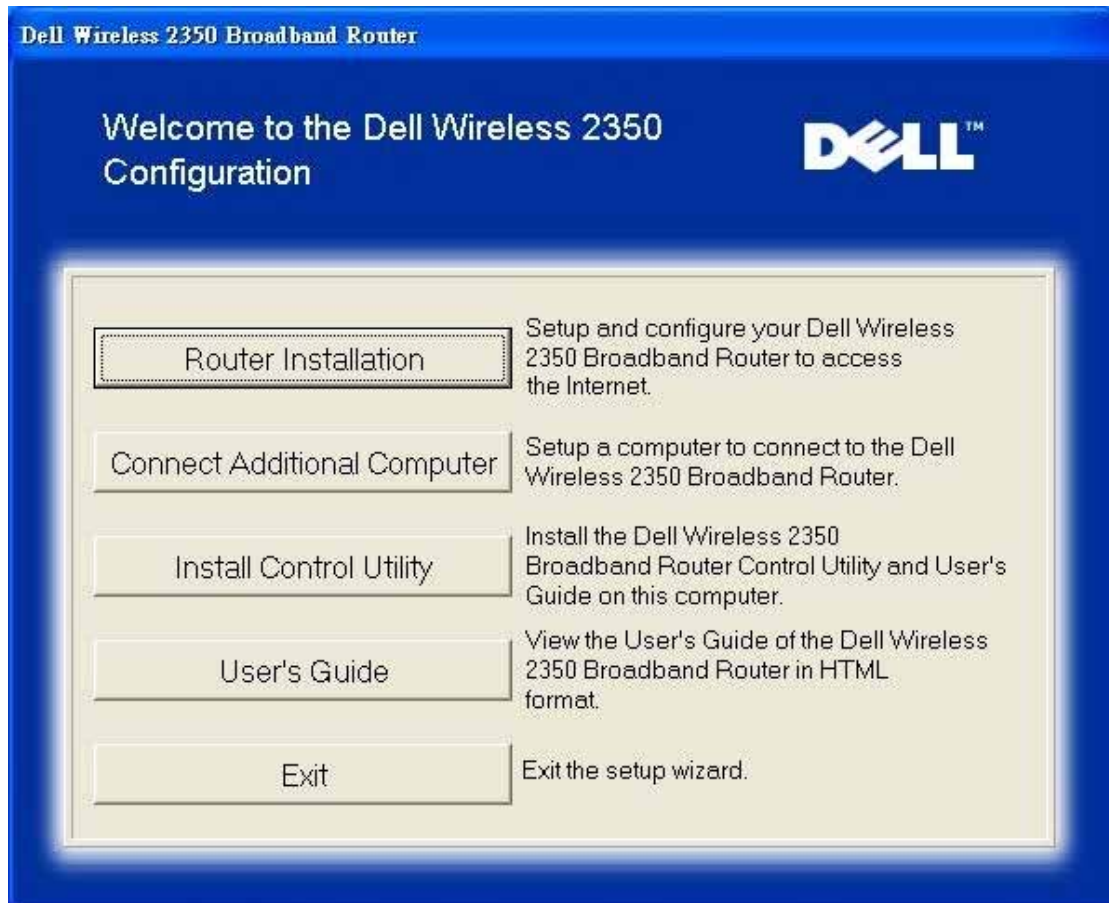 Dell Wireless 2350 Broadband Router
Welcome to the Dell Wireless 2350
Configuration
DELL™
Router Installation
Setup and configure your Dell Wireless
2350 Broadband Router to access
the Internet.
Connect Additional Computer
Setup a computer to connect to the Dell
Wireless 2350 Broadband Router.
Install Control Utility
Install the Dell Wireless 2350
Broadband Router Control Utility and User's
Guide on this computer.
User's Guide
View the User's Guide of the Dell Wireless
2350 Broadband Router in HTML
format.
Exit
Exit the setup wizard.